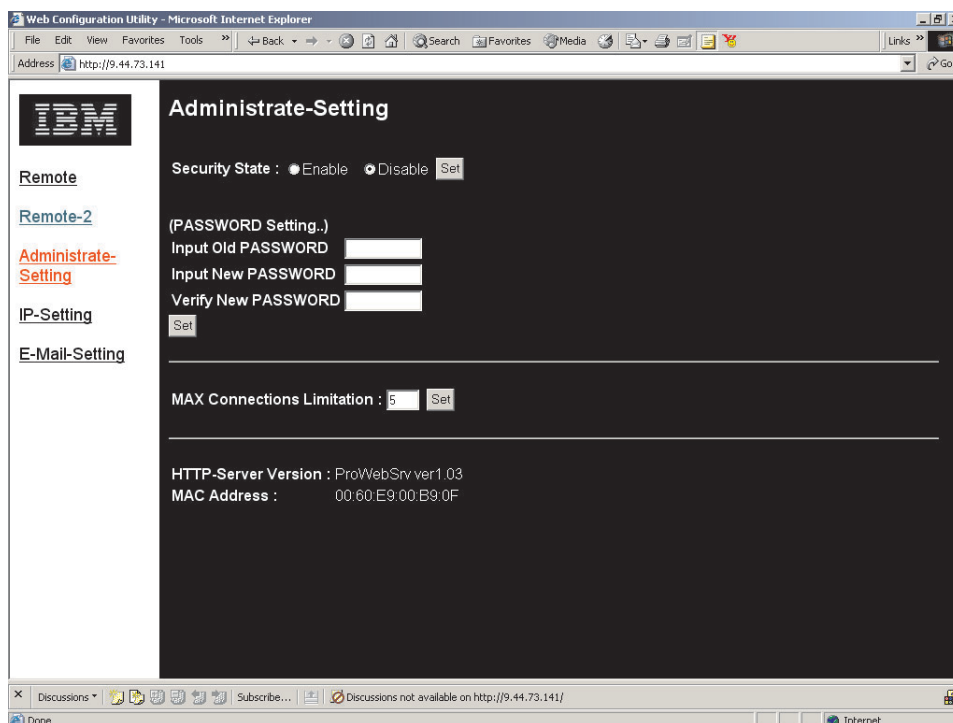 Web Configuration Utility - Microsoft Internet Explorer
File Edit View Favorites Tools » Back Search Favorites Media Links »
Address http://9.44.73.141 Go
IBM
Remote
Remote-2
Administrate-
Setting
IP-Setting
E-Mail-Setting
Administrate-Setting
Security State : Enable Disable Set
(PASSWORD Setting..)
Input Old PASSWORD
Input New PASSWORD
Verify New PASSWORD
Set
MAX Connections Limitation : 5 Set
HTTP-Server Version : ProWebSrv ver1.03
MAC Address : 00:60:E9:00:B9:0F
Discussions Subscribe... Discussions not available on http://9.44.73.141/
Done Internet